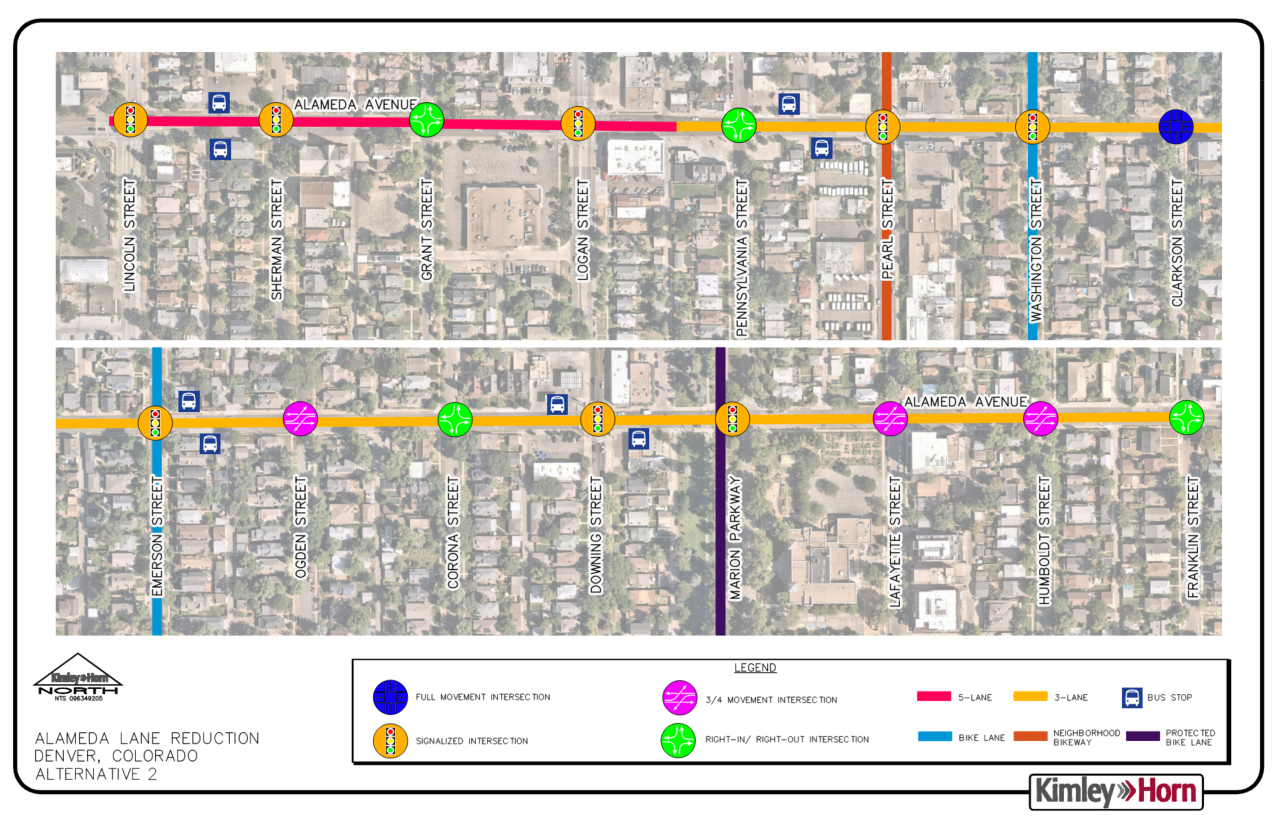 ALAMEDA AVENUE
LINCOLN STREET
SHERMAN STREET
GRANT STREET
LOGAN STREET
PENNSYLVANIA STREET
PEARL STREET
WASHINGTON STREET
CLARKSON STREET
ALAMEDA AVENUE
EMERSON STREET
OGDEN STREET
CORONA STREET
DOWNING STREET
MARION PARKWAY
LAFAYETTE STREET
HUMBOLDT STREET
FRANKLIN STREET
Kimley»Horn
NORTH
NTS 096349205
ALAMEDA LANE REDUCTION
DENVER, COLORADO
ALTERNATIVE 2
LEGEND
FULL MOVEMENT INTERSECTION
3/4 MOVEMENT INTERSECTION
5-LANE
3-LANE
BUS STOP
SIGNALIZED INTERSECTION
RIGHT-IN/ RIGHT-OUT INTERSECTION
BIKE LANE
NEIGHBORHOOD
BIKEWAY
PROTECTED
BIKE LANE
Kimley»Horn